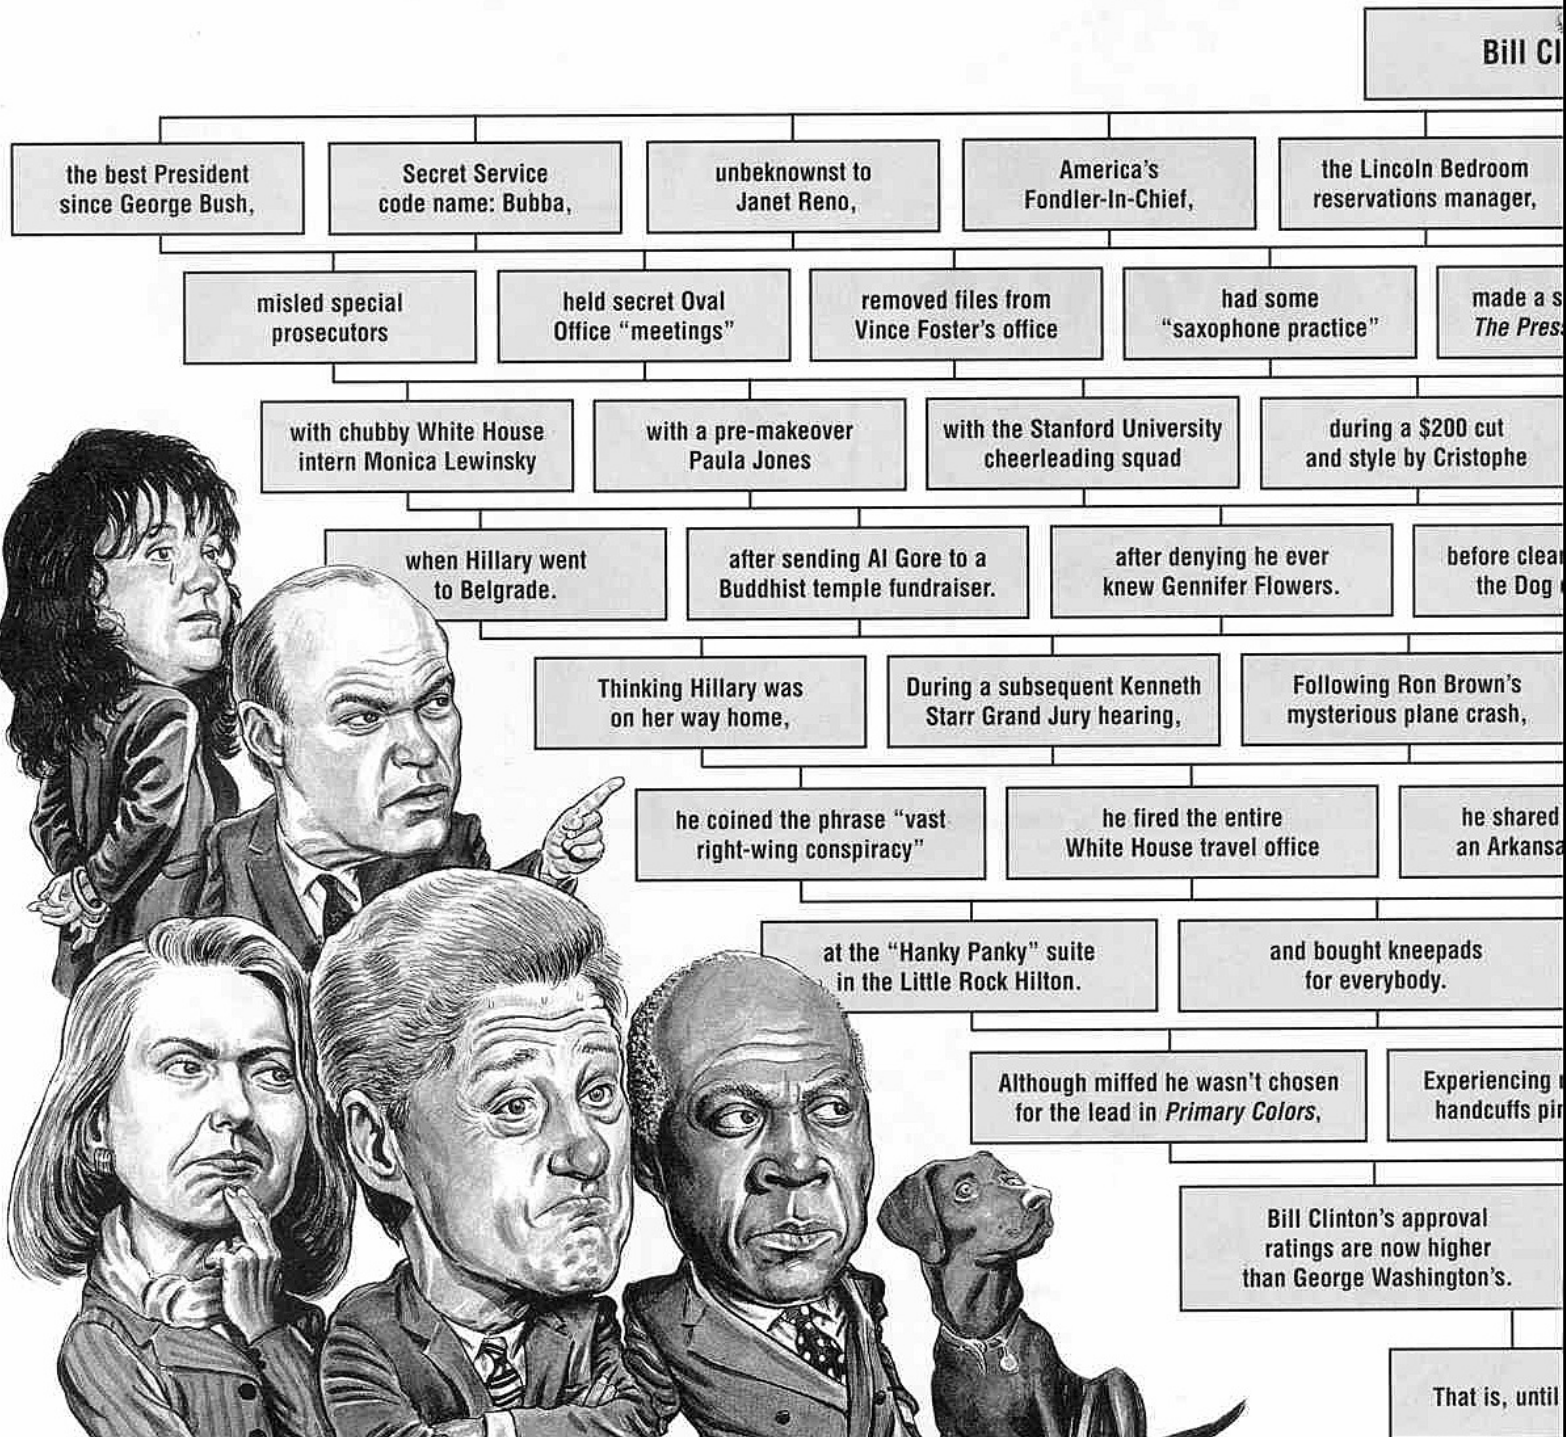 Bill Cl
the best President
since George Bush,
Secret Service
code name: Bubba,
unbeknownst to
Janet Reno,
America's
Fondler-In-Chief,
the Lincoln Bedroom
reservations manager,
misled special
prosecutors
held secret Oval
Office “meetings”
removed files from
Vince Foster's office
had some
“saxophone practice”
made a s
The Pres
with chubby White House
intern Monica Lewinsky
with a pre-makeover
Paula Jones
with the Stanford University
cheerleading squad
during a $200 cut
and style by Cristophe
when Hillary went
to Belgrade.
after sending Al Gore to a
Buddhist temple fundraiser.
after denying he ever
knew Gennifer Flowers.
before clea
the Dog
Thinking Hillary was
on her way home,
During a subsequent Kenneth
Starr Grand Jury hearing,
Following Ron Brown's
mysterious plane crash,
he coined the phrase “vast
right-wing conspiracy”
he fired the entire
White House travel office
he shared
an Arkansa
at the “Hanky Panky” suite
in the Little Rock Hilton.
and bought kneepads
for everybody.
Although miffed he wasn't chosen
for the lead in Primary Colors,
Experiencing
handcuffs pi
Bill Clinton's approval
ratings are now higher
than George Washington's.
That is, until